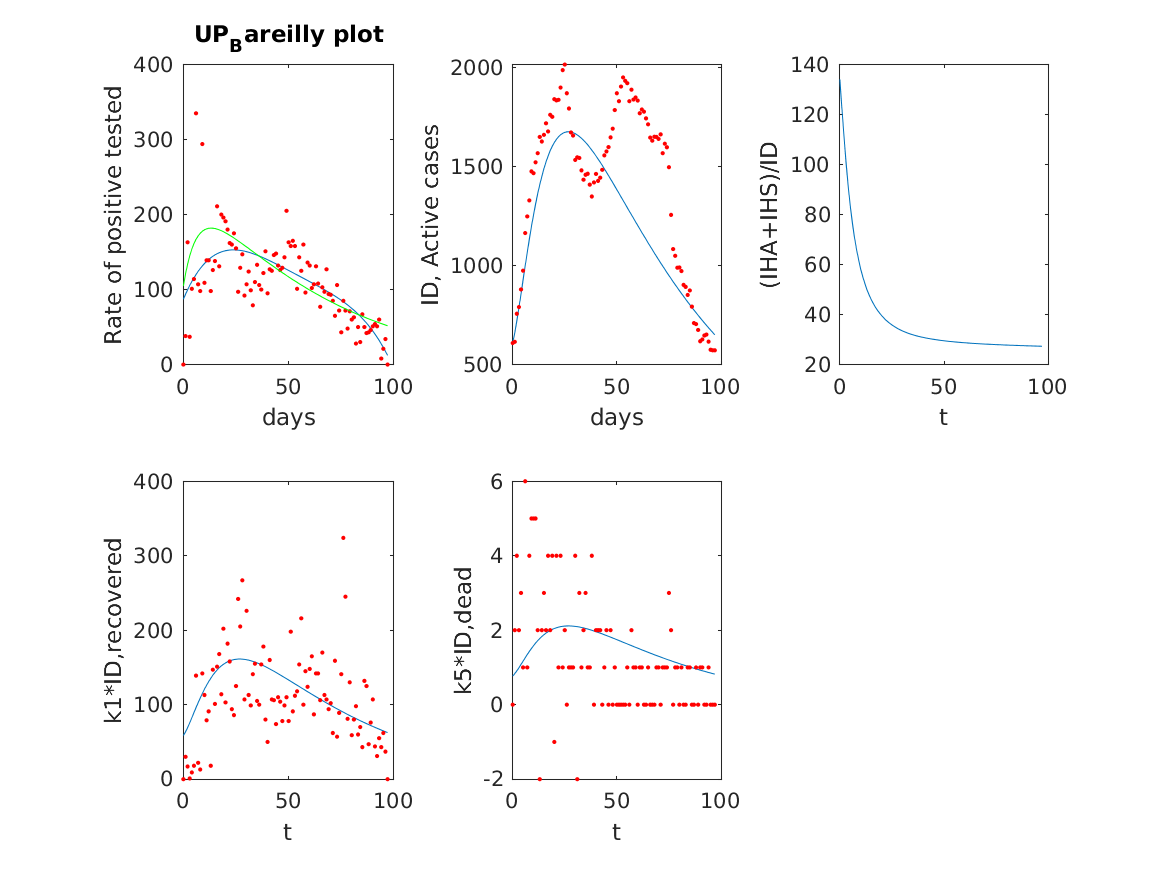 UP_Bareilly plot
400
300
200
100
0
Rate of positive tested
0 50 100
days
2000
1500
1000
500
ID, Active cases
0 50 100
days
140
120
100
80
60
40
20
(IHA+IHS)/ID
0 50 100
t
400
300
200
100
0
k1*ID,recovered
0 50 100
t
6
4
2
0
-2
k5*ID,dead
0 50 100
t